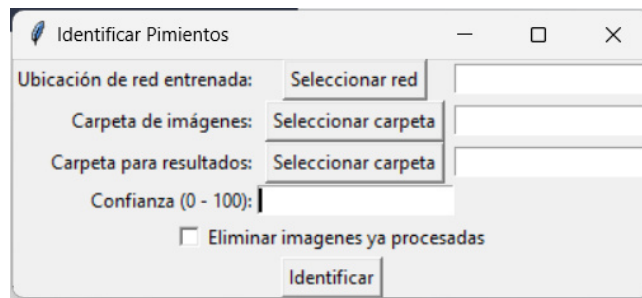 Identificar Pimientos
Ubicación de red entrenada: Seleccionar red
Carpeta de imágenes: Seleccionar carpeta
Carpeta para resultados: Seleccionar carpeta
Confianza (0 - 100):
Eliminar imagenes ya procesadas
Identificar